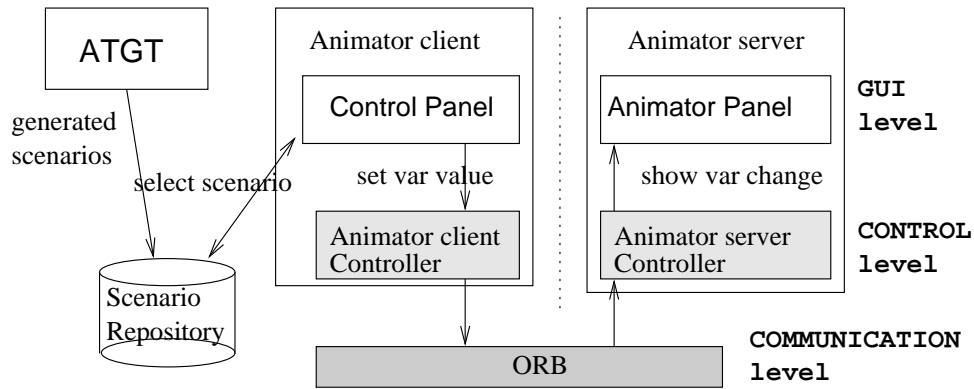 ATGT
generated
scenarios
select scenario
Scenario
Repository
Animator client
Control Panel
set var value
Animator client
Controller
Animator server
Animator Panel
show var change
Animator server
Controller
ORB
GUI
level
CONTROL
level
COMMUNICATION
level